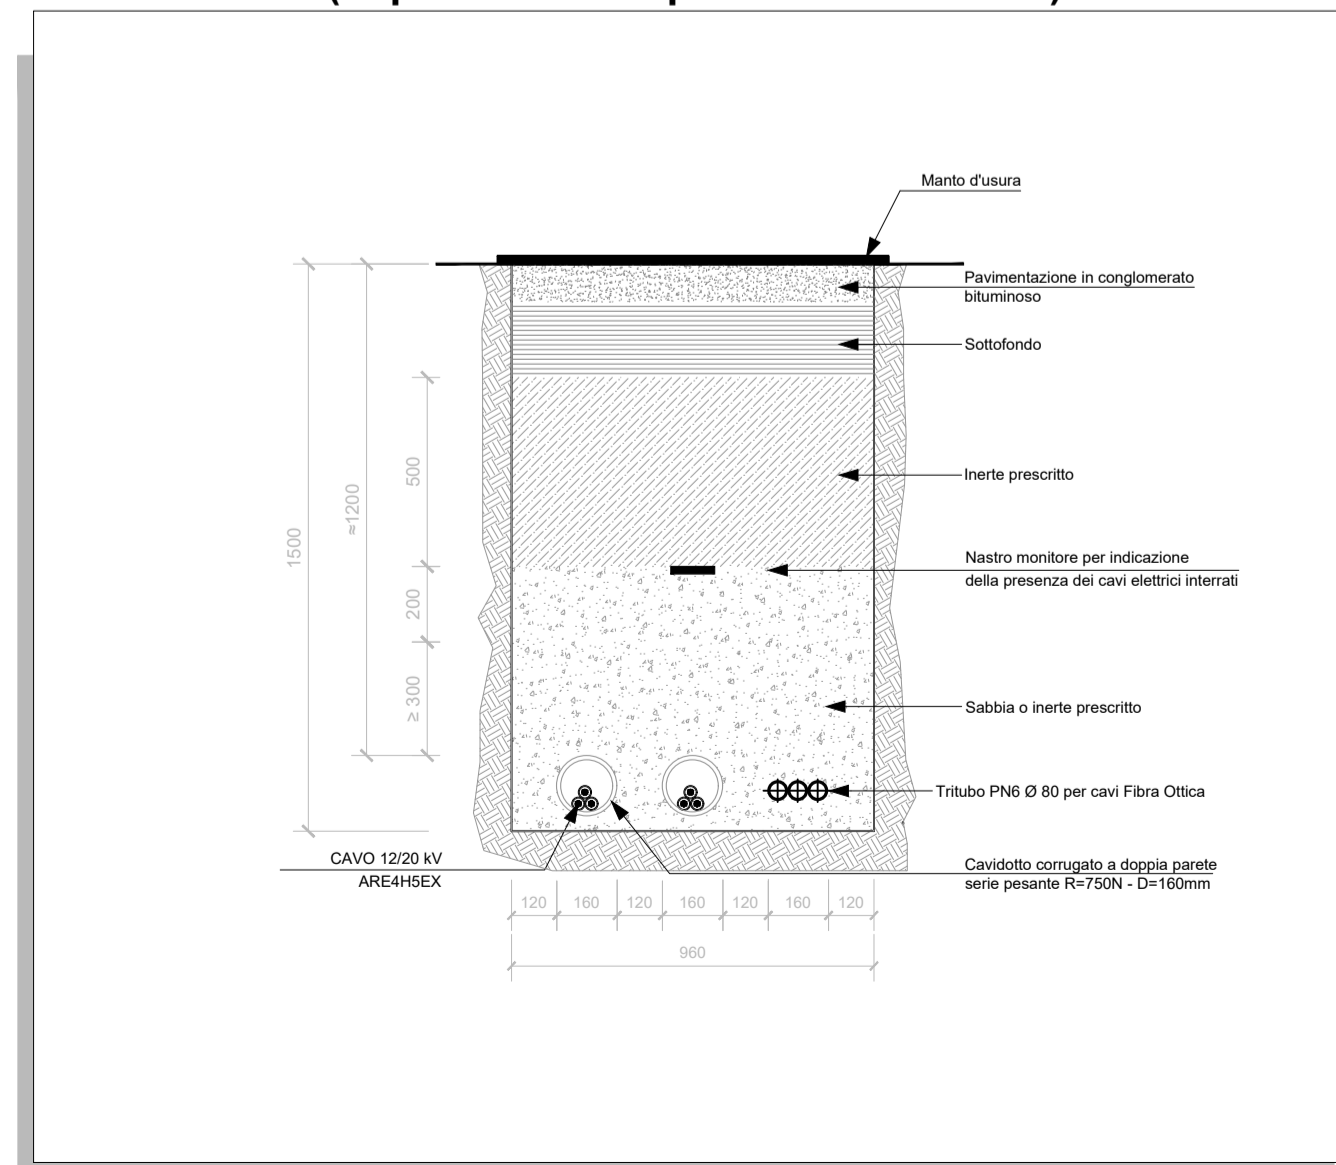 Manto d'usura
Pavimentazione in conglomerato
bituminoso
Sottofondo
Inerte prescritto
Nastro monitore per indicazione
della presenza dei cavi elettrici interrati
Sabbia o inerte prescritto
Tritubo PN6 Ø 80 per cavi Fibra Ottica
Cavidotto corrugato a doppia parete
serie pesante R=750N - D=160mm
CAVO 12/20 kV
ARE4H5EX
1500
≈1200
500
200
≥ 300
120 160 120 160 120 160 120
960